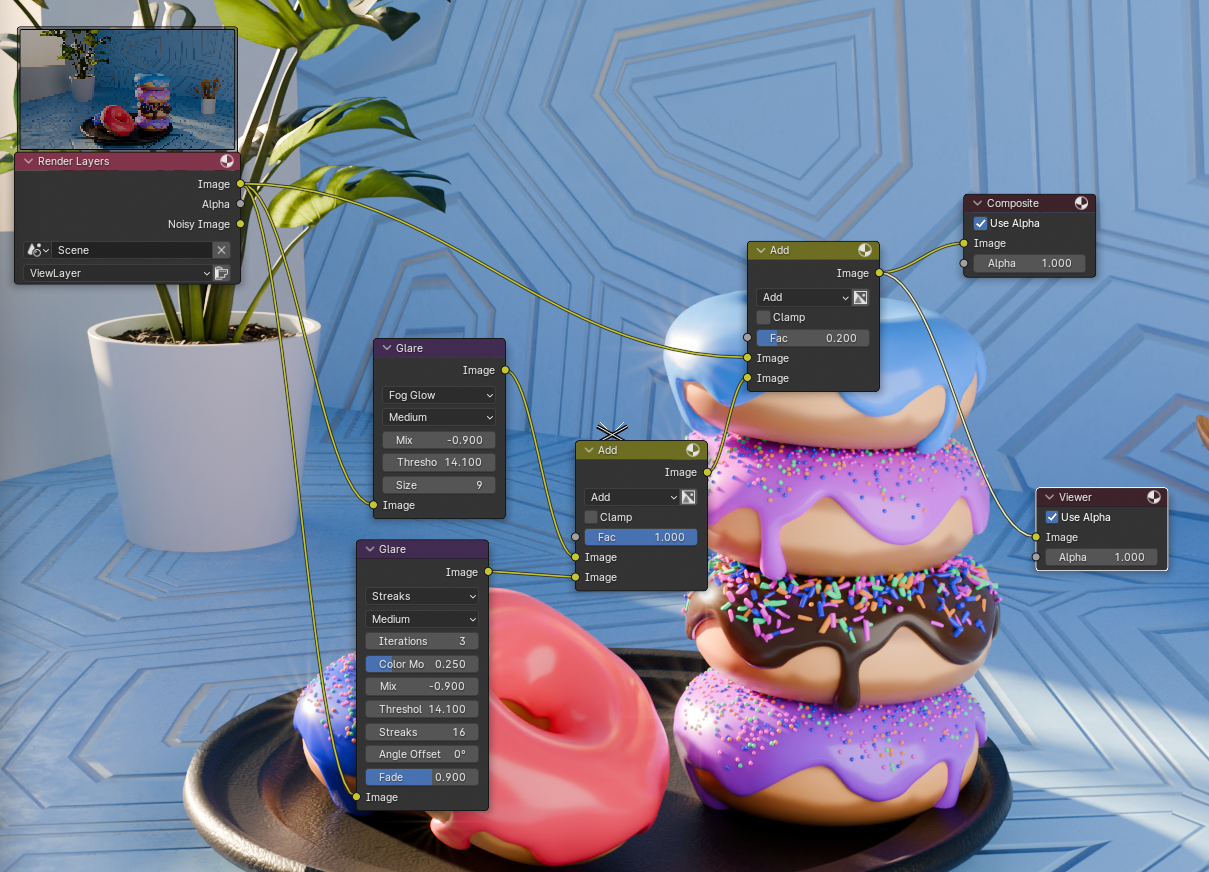 Render Layers
Image
Alpha
Noisy Image
Scene
ViewLayer
Glare
Image
Fog Glow
Medium
Mix -0.900
Thresho 14.100
Size 9
Image
Glare
Image
Streaks
Medium
Iterations 3
Color Mo 0.250
Mix -0.900
Threshol 14.100
Streaks 16
Angle Offset 0°
Fade 0.900
Image
Add
Image
Add
Clamp
Fac 1.000
Image
Image
Add
Image
Add
Clamp
Fac 0.200
Image
Image
Composite
Use Alpha
Image
Alpha 1.000
Viewer
Use Alpha
Image
Alpha 1.000